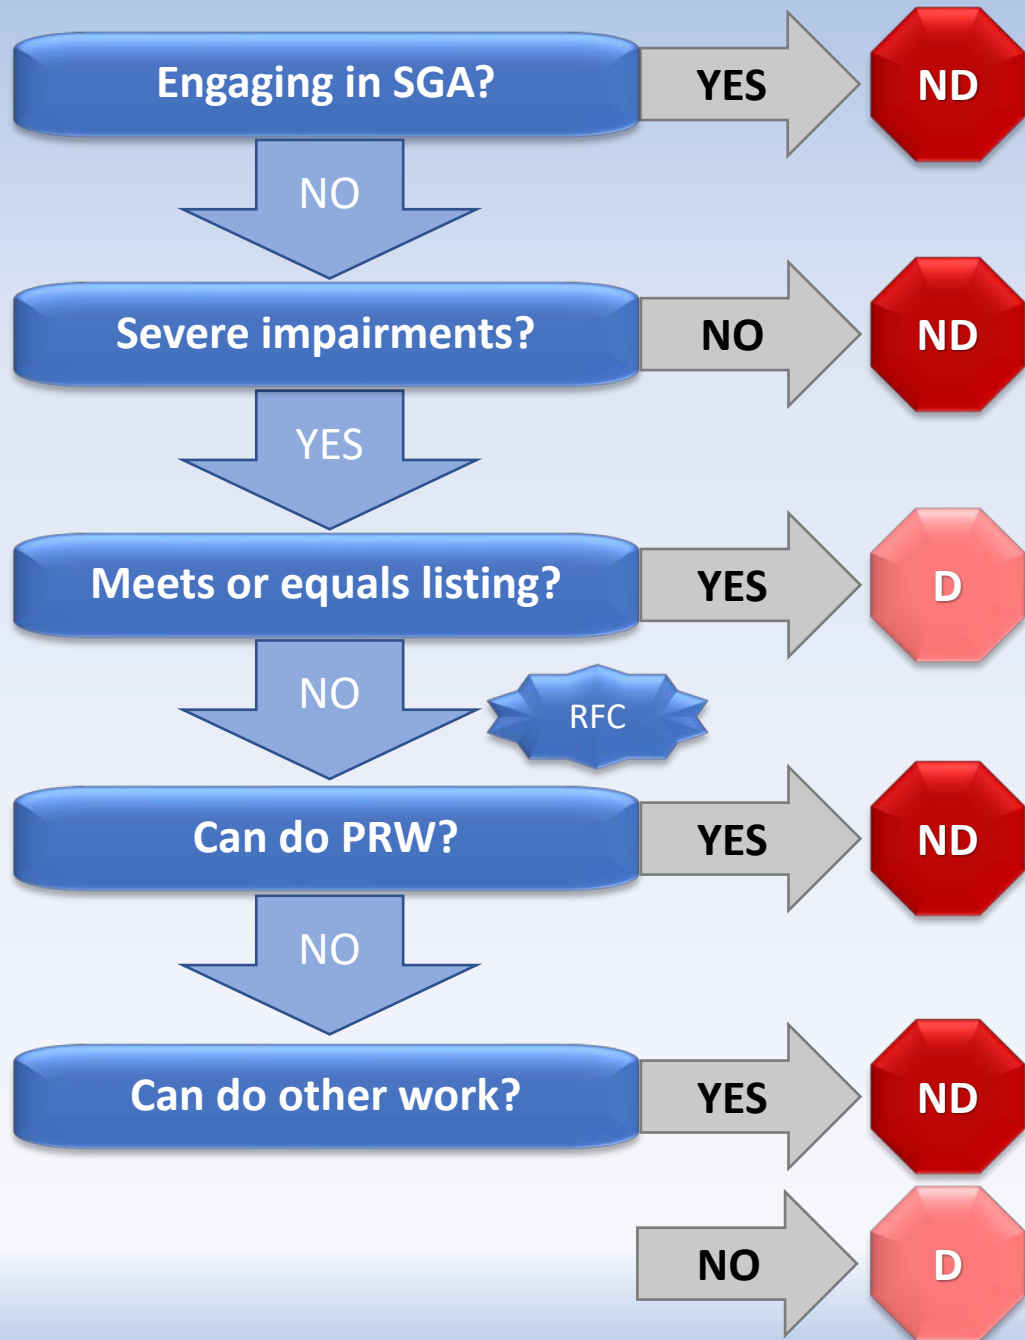 Engaging in SGA?
YES
ND
NO
Severe impairments?
NO
ND
YES
Meets or equals listing?
YES
D
NO
RFC
Can do PRW?
YES
ND
NO
Can do other work?
YES
ND
NO
D